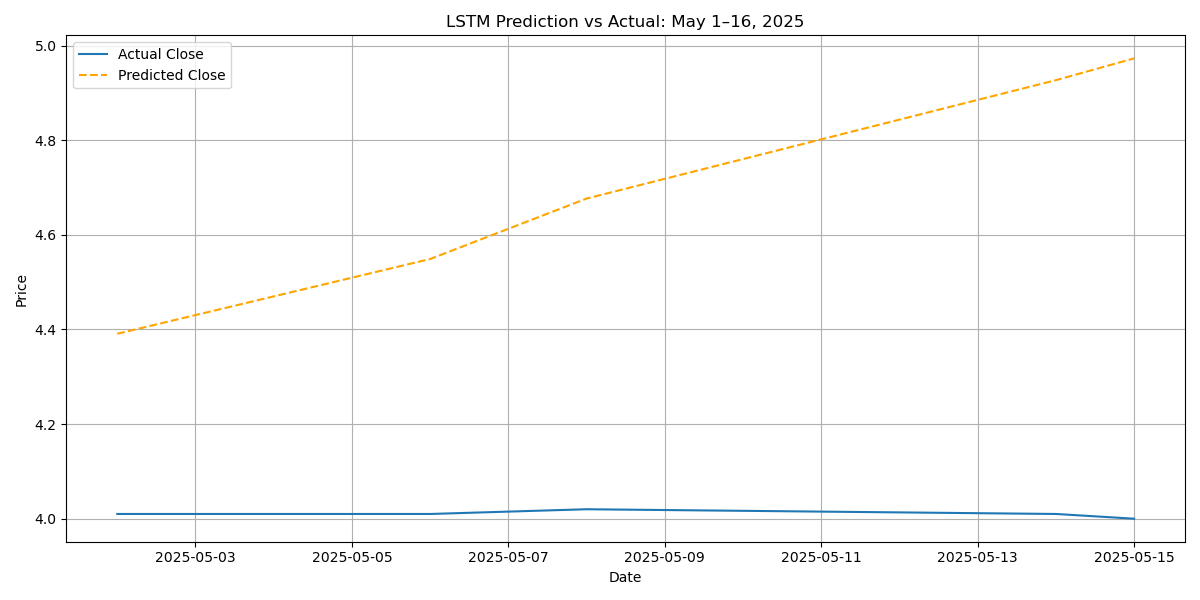 LSTM Prediction vs Actual: May 1–16, 2025
Actual Close
Predicted Close
5.0
4.8
4.6
4.4
4.2
4.0
Price
2025-05-03
2025-05-05
2025-05-07
2025-05-09
2025-05-11
2025-05-13
2025-05-15
Date